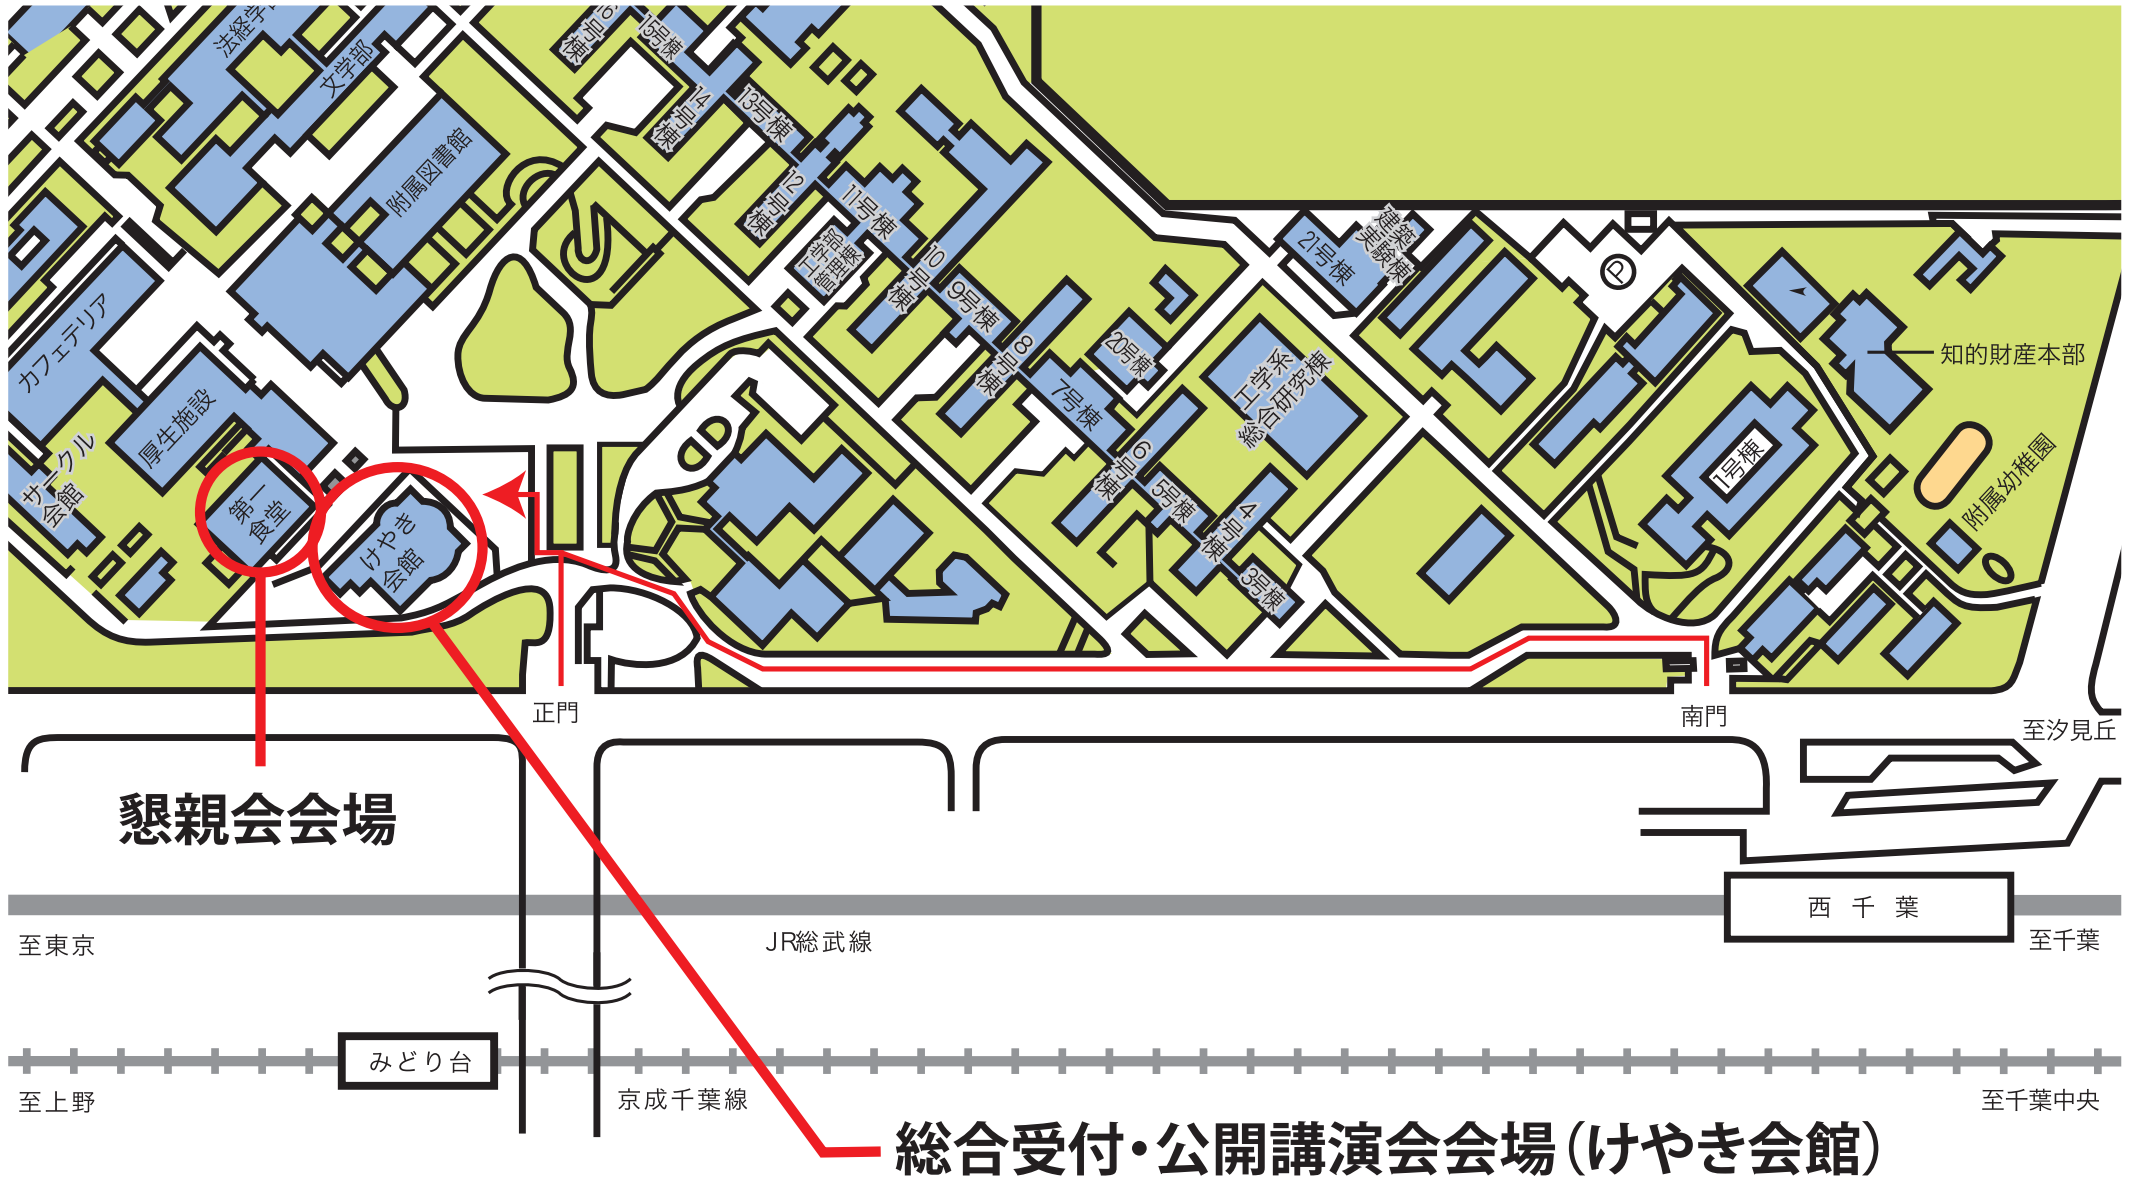 法経学部
文学部
附属図書館
15号棟
14号棟
13号棟
12号棟
11号棟
工学部
管理棟
10号棟
9号棟
8号棟
20号棟
7号棟
6号棟
5号棟
4号棟
3号棟
工学系
総合研究棟
21号棟
建築
実験棟
P
1号棟
知的財産本部
附属幼稚園
カフェテリア
厚生施設
サークル
会館
第一
食堂
けやき
会館
正門
南門
至汐見丘
懇親会会場
西千葉
至東京
JR総武線
至千葉
みどり台
至上野
京成千葉線
至千葉中央
総合受付・公開講演会会場(けやき会館)